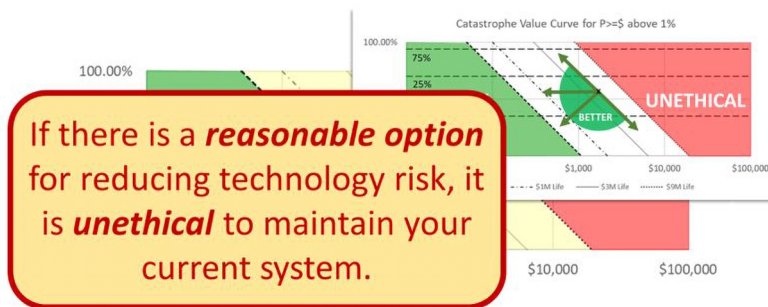 Catastrophe Value Curve for P>=$ above 1%
100.00%
75%
25%
UNETHICAL
BETTER
$1,000 $10,000 $100,000
$1M Life $3M Life $9M Life
100.00%
If there is a reasonable option
for reducing technology risk, it
is unethical to maintain your
current system.
$10,000 $100,000